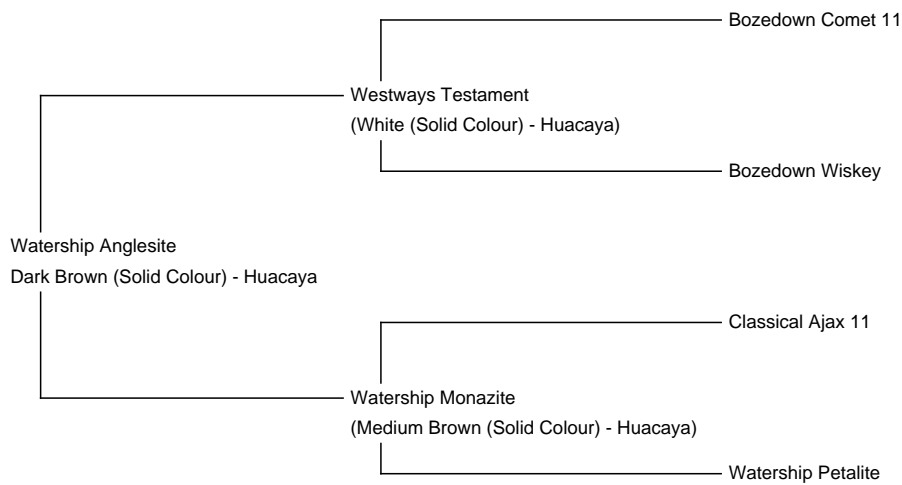 Bozedown Comet 11
Westways Testament
(White (Solid Colour) - Huacaya)
Bozedown Wiskey
Watership Anglesite
Dark Brown (Solid Colour) - Huacaya
Classical Ajax 11
Watership Monazite
(Medium Brown (Solid Colour) - Huacaya)
Watership Petalite